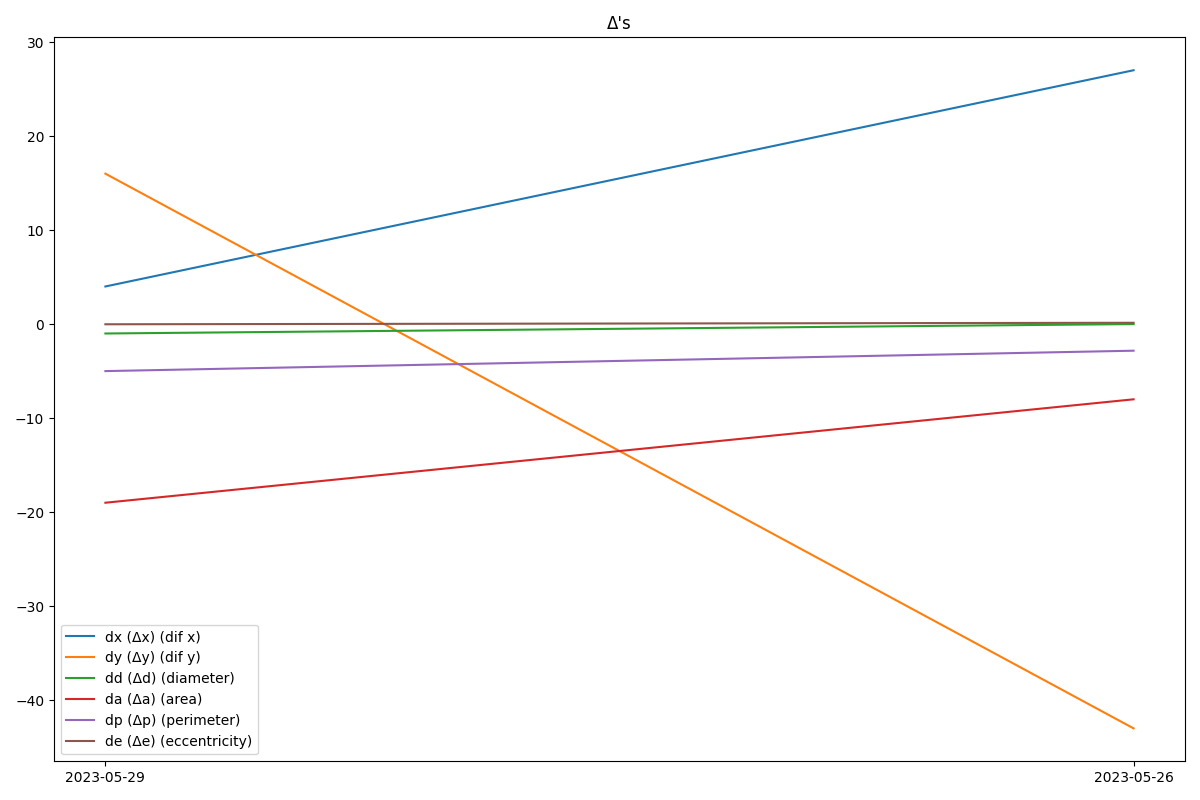 Δ's
30
20
10
0
−10
−20
−30
−40
dx (Δx) (dif x)
dy (Δy) (dif y)
dd (Δd) (diameter)
da (Δa) (area)
dp (Δp) (perimeter)
de (Δe) (eccentricity)
2023-05-29 2023-05-26